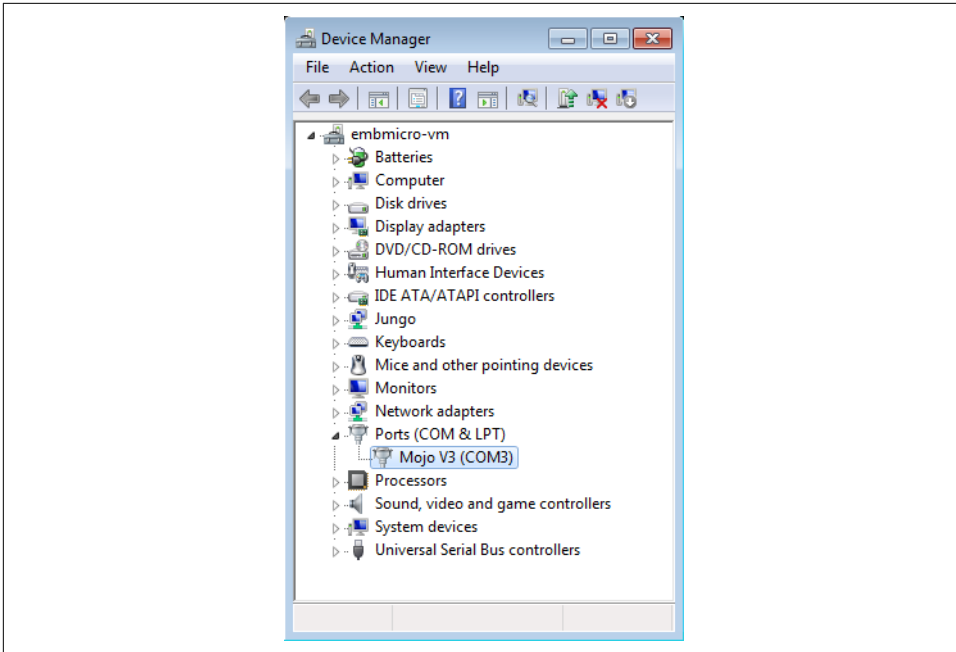 Device Manager
File Action View Help
embmicro-vm
Batteries
Computer
Disk drives
Display adapters
DVD/CD-ROM drives
Human Interface Devices
IDE ATA/ATAPI controllers
Jungo
Keyboards
Mice and other pointing devices
Monitors
Network adapters
Ports (COM & LPT)
Mojo V3 (COM3)
Processors
Sound, video and game controllers
System devices
Universal Serial Bus controllers